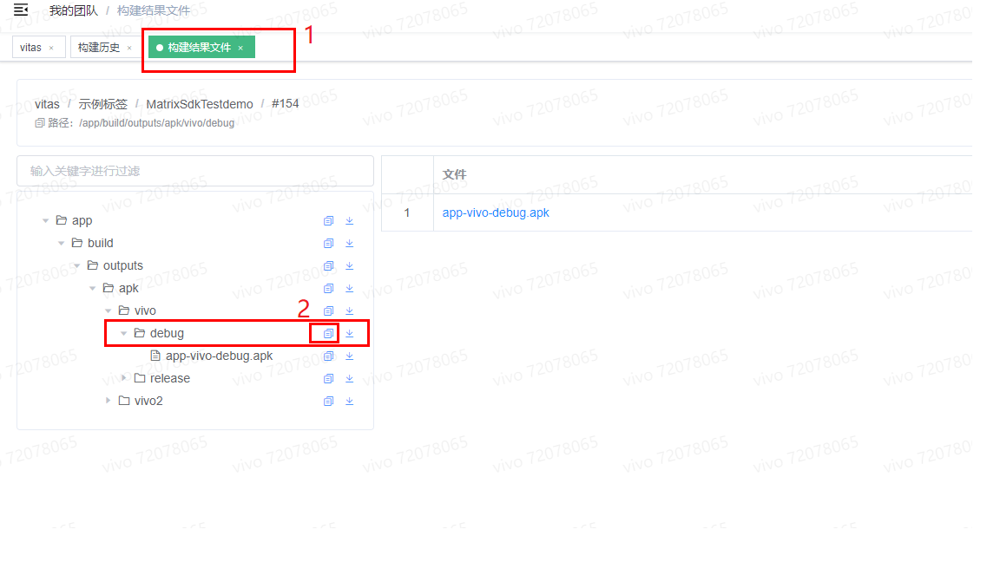 我的团队 / 构建结果文件
1
vitas × 构建历史 × 构建结果文件 ×
vitas / 示例标签 / MatrixSdkTestdemo / #154
路径: /app/build/outputs/apk/vivo/debug
输入关键字进行过滤
文件
1 app-vivo-debug.apk
app
build
outputs
apk
2
vivo
debug
app-vivo-debug.apk
release
vivo2
vivo 72078065